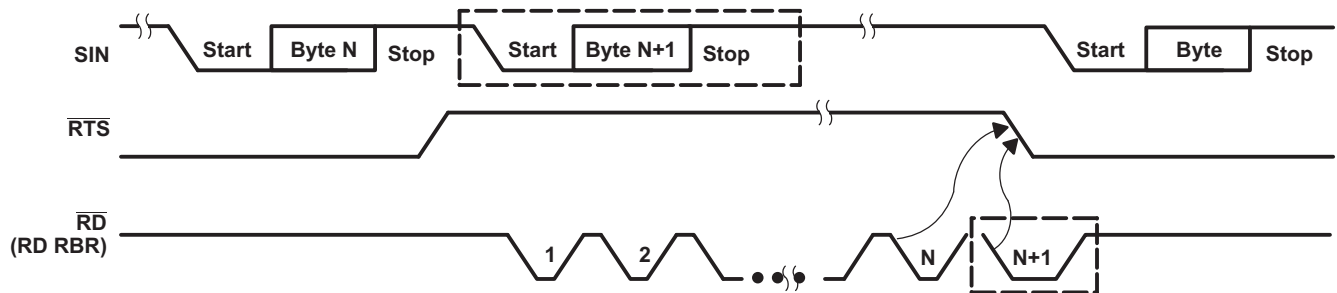 SIN Start Byte N Stop Start Byte N+1 Stop Start Byte Stop
RTS
RD
(RD RBR) 1 2 N N+1